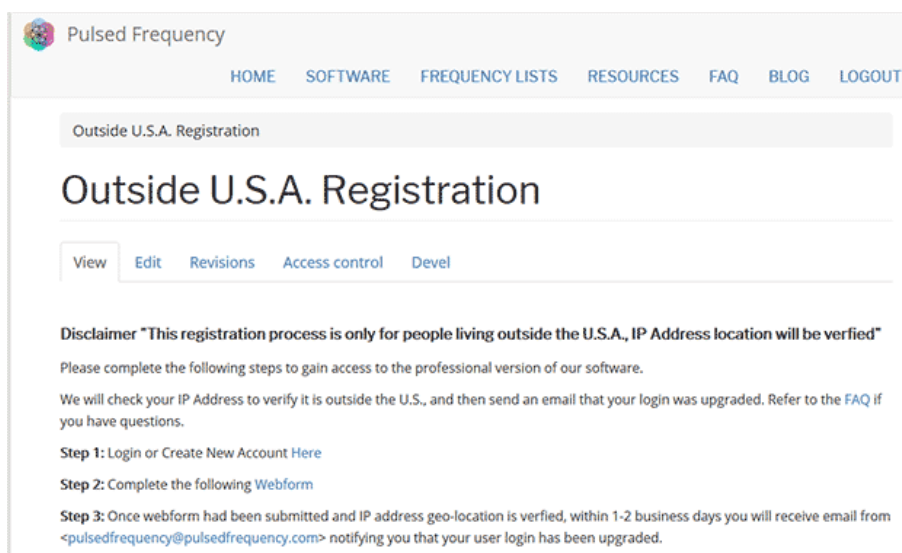 Pulsed Frequency
HOME SOFTWARE FREQUENCY LISTS RESOURCES FAQ BLOG LOGOUT
Outside U.S.A. Registration
Outside U.S.A. Registration
View Edit Revisions Access control Devel
Disclaimer "This registration process is only for people living outside the U.S.A., IP Address location will be verfied"
Please complete the following steps to gain access to the professional version of our software.
We will check your IP Address to verify it is outside the U.S., and then send an email that your login was upgraded. Refer to the FAQ if
you have questions.
Step 1: Login or Create New Account Here
Step 2: Complete the following Webform
Step 3: Once webform had been submitted and IP address geo-location is verfied, within 1-2 business days you will receive email from
<pulsedfrequency@pulsedfrequency.com> notifying you that your user login has been upgraded.